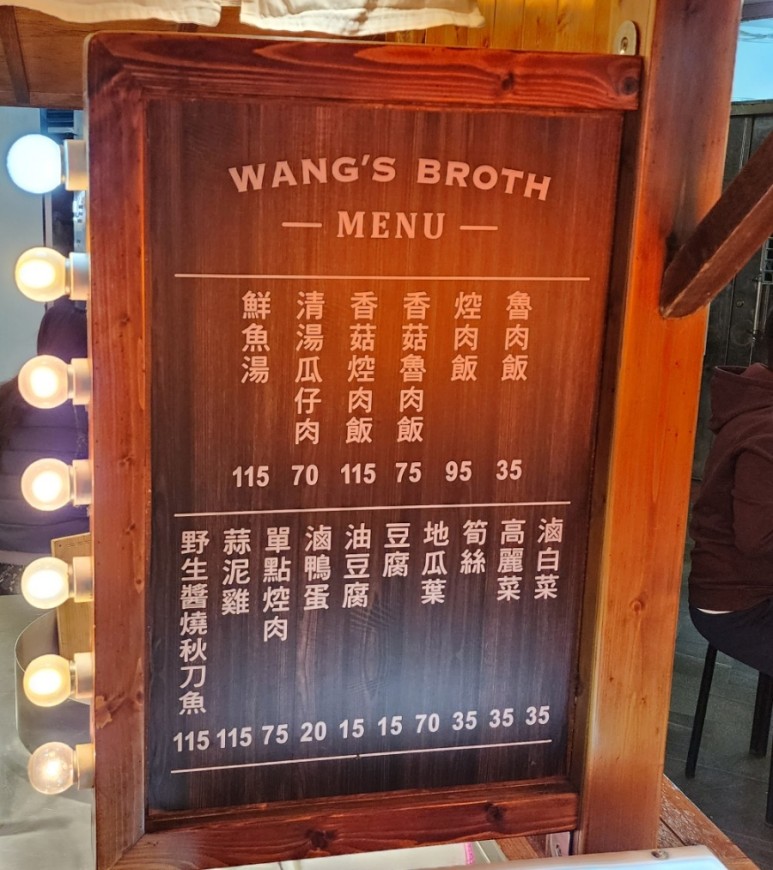 WANG'S BROTH
MENU
魯肉飯
焢肉飯
香菇魯肉飯
香菇焢肉飯
清湯瓜仔肉
鮮魚湯
115 70 115 75 95 35
滷白菜
高麗菜
筍絲
地瓜葉
豆腐
油豆腐
滷鴨蛋
單點焢肉
蒜泥雞
野生醬燒秋刀魚
115 115 75 20 15 15 70 35 35 35